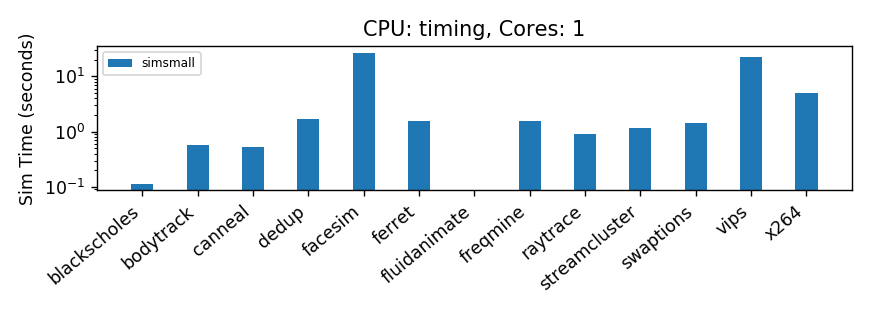 CPU: timing, Cores: 1
Sim Time (seconds)
simsmall
10¹
10⁰
10⁻¹
blackscholes
bodytrack
canneal
dedup
facesim
ferret
fluidanimate
freqmine
raytrace
streamcluster
swaptions
vips
x264